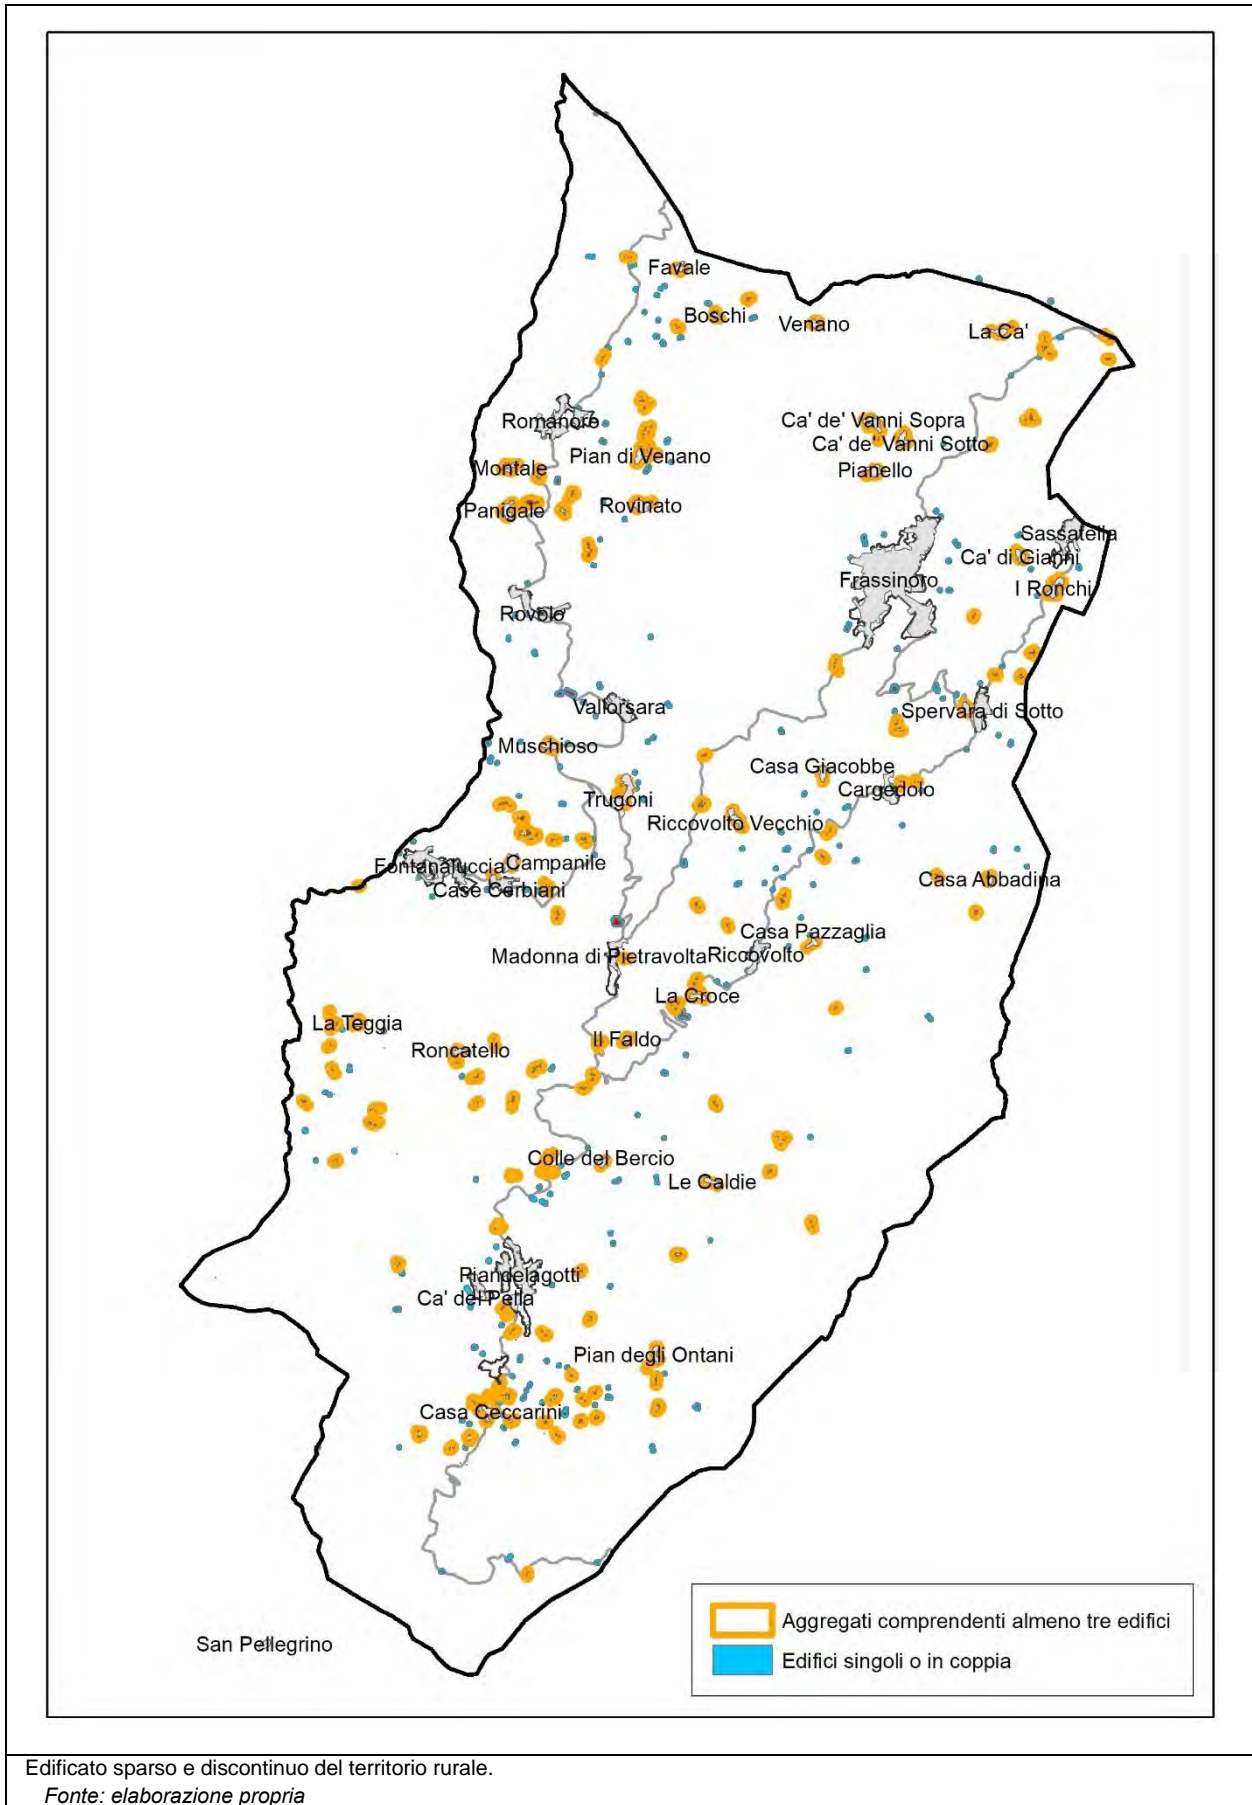 Favale
Boschi
Venano
La Ca'
Romanoro
Ca' de' Vanni Sopra
Ca' de' Vanni Sotto
Pian di Venano
Montale
Pianello
Panigale
Rovinato
Sassatella
Ca' di Gianni
Frassinoro
I Ronchi
Rovolo
Vallorsara
Spervara di Sotto
Muschioso
Casa Giacobbe
Cargedolo
Trugoni
Riccovolto Vecchio
Fontanaluccia
Campanile
Case Cerbiani
Casa Abbadina
Casa Pazzaglia
Madonna di Pietravolta
Riccovolto
La Croce
La Teggia
Il Faldo
Roncatello
Colle del Bercio
Le Caldie
Piandelagotti
Ca' del Pella
Pian degli Ontani
Casa Ceccarini
San Pellegrino
Aggregati comprendenti almeno tre edifici
Edifici singoli o in coppia
Edificato sparso e discontinuo del territorio rurale.
Fonte: elaborazione propria